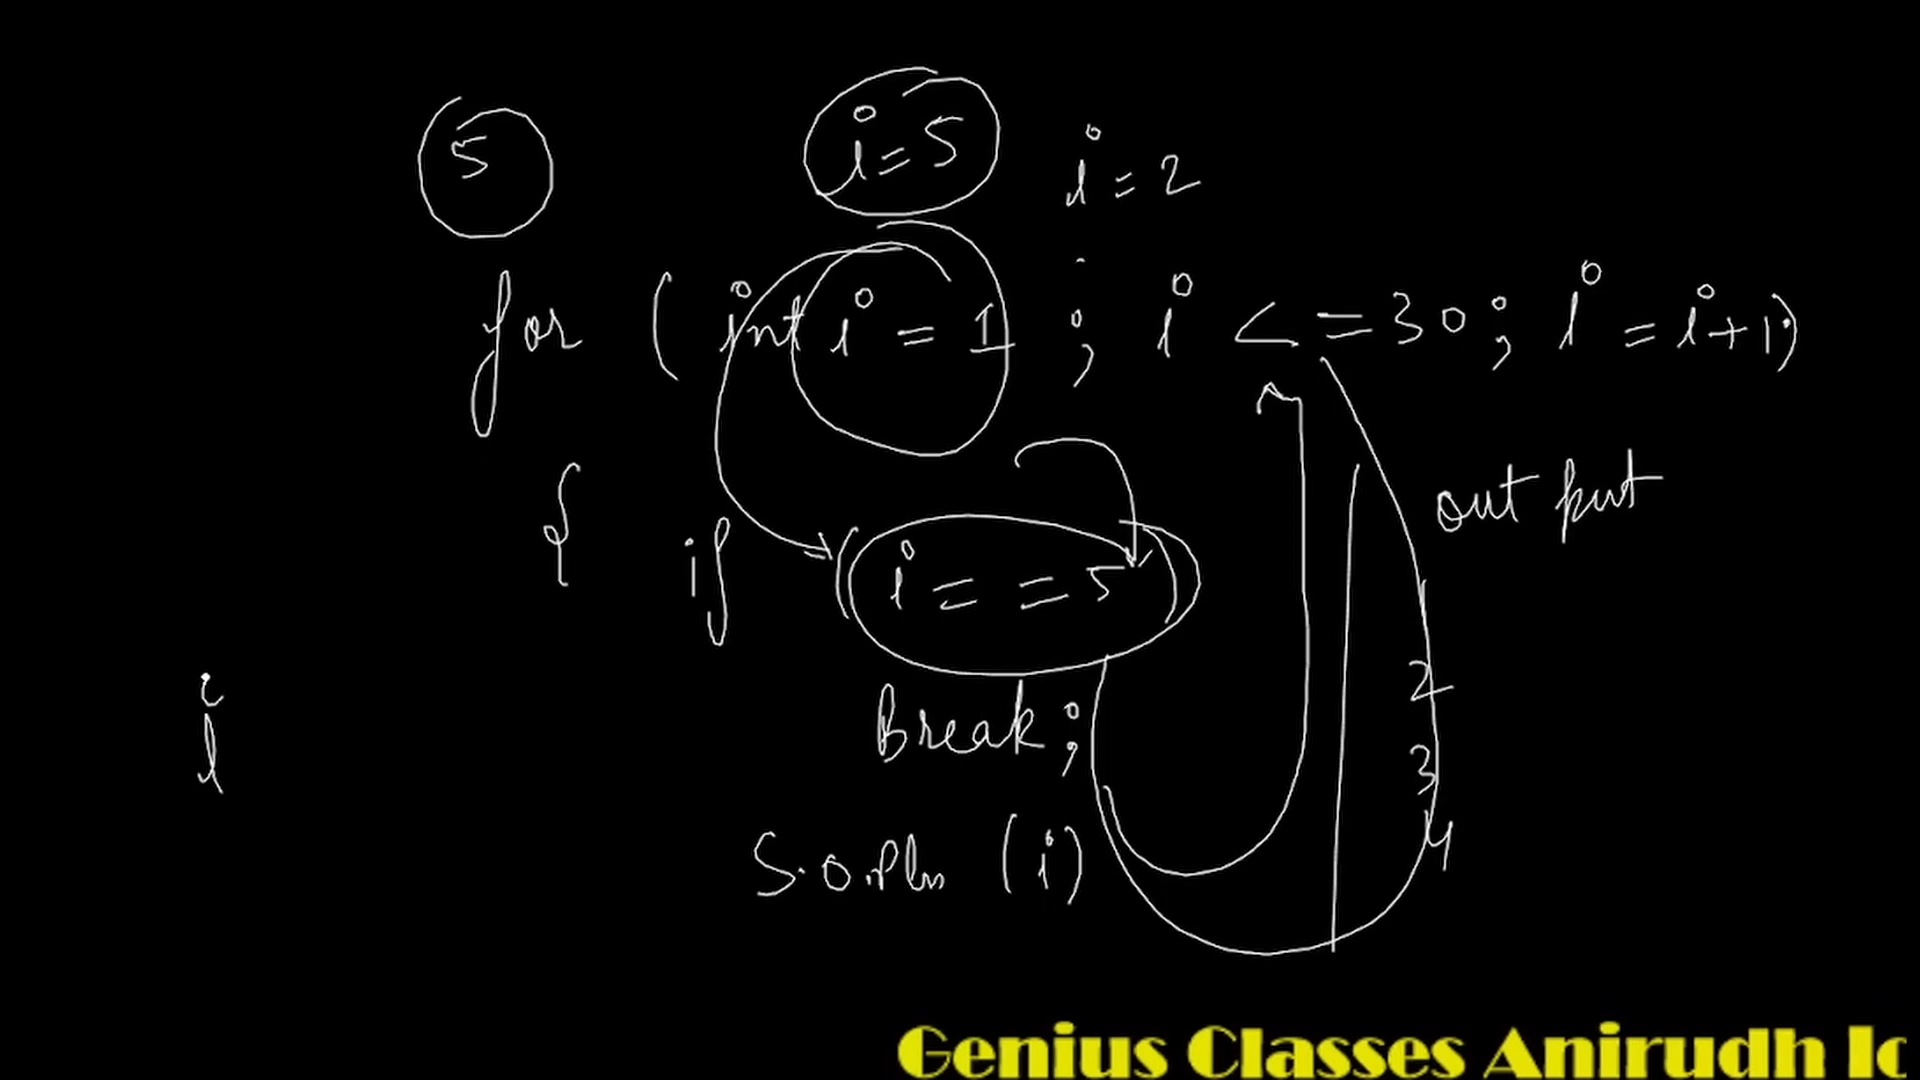 5
i=5
i=2
for (int i=1; i<=30; i=i+1)
{ if (i==5)
output
Break;
2
3
4
i
S.O.Pln (i)
Genius Classes Anirudh